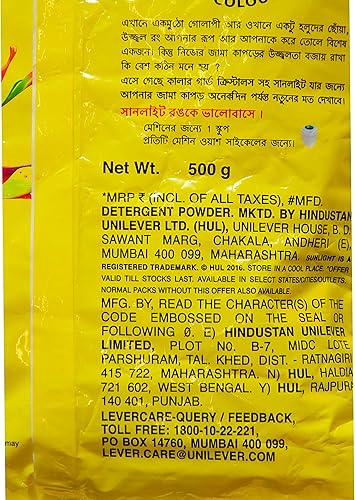 COLOU
এখানে একমুঠো গোলাপী আর ওখানে একটু হলুদের ছোঁয়া,
উজ্জ্বল রং আপনার রূপ আর আপনাকে করে তোলে বিশেষ
একজন। কিন্তু নিজের জামা কাপড়ের উজ্জলতা বজায় রাখা
কি বেশ কঠিন মনে হয়?
এসে গেছে কালার গার্ড ক্রিস্টালস সহ সানলাইট যার জন্যে
আপনার জামা কাপড় অনেকদিন পর্যন্ত নতুনের মত দেখাবে।
সানলাইট রঙকে ভালোবাসে।
মেশিনের জন্যে 1 স্কুপ
প্রতিটি মেশিন ওয়াশ সাইকেলের জন্যে।
Net Wt. 500 g
*MRP ₹ (INCL. OF ALL TAXES), #MFD.
DETERGENT POWDER. MKTD. BY HINDUSTAN
UNILEVER LTD. (HUL), UNILEVER HOUSE, B. D.
SAWANT MARG, CHAKALA, ANDHERI (E),
MUMBAI 400 099, MAHARASHTRA. SUNLIGHT IS A
REGISTERED TRADEMARK. © HUL 2016. STORE IN A COOL PLACE. *OFFER
VALID TILL STOCKS LAST. AVAILABLE IN SELECT STATES/CITIES/OUTLETS.
NORMAL PACKS WITHOUT THIS OFFER ALSO AVAILABLE.
MFG. BY, READ THE CHARACTER(S) OF THE
CODE EMBOSSED ON THE SEAL OR
FOLLOWING 0. E) HINDUSTAN UNILEVER
LIMITED, PLOT NO. B-7, MIDC LOTE
PARSHURAM, TAL. KHED, DIST. - RATNAGIRI
415 722, MAHARASHTRA. N) HUL, HALDIA
721 602, WEST BENGAL. Y) HUL, RAJPURA
140 401, PUNJAB.
LEVERCARE-QUERY / FEEDBACK,
TOLL FREE: 1800-10-22-221,
PO BOX 14760, MUMBAI 400 099,
LEVER.CARE@UNILEVER.COM
may